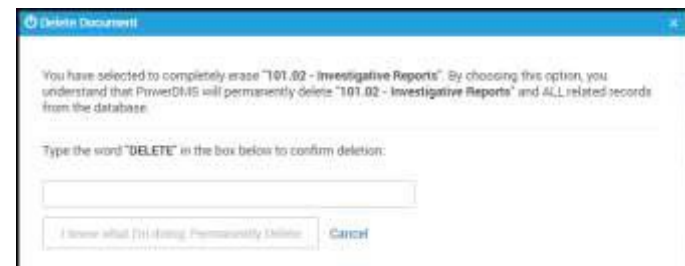 Delete Document
You have selected to completely erase "101.02 - Investigative Reports". By choosing this option, you
understand that PowerDMS will permanently delete "101.02 - Investigative Reports" and ALL related records
from the database.
Type the word "DELETE" in the box below to confirm deletion:
I know what I'm doing, Permanently Delete Cancel